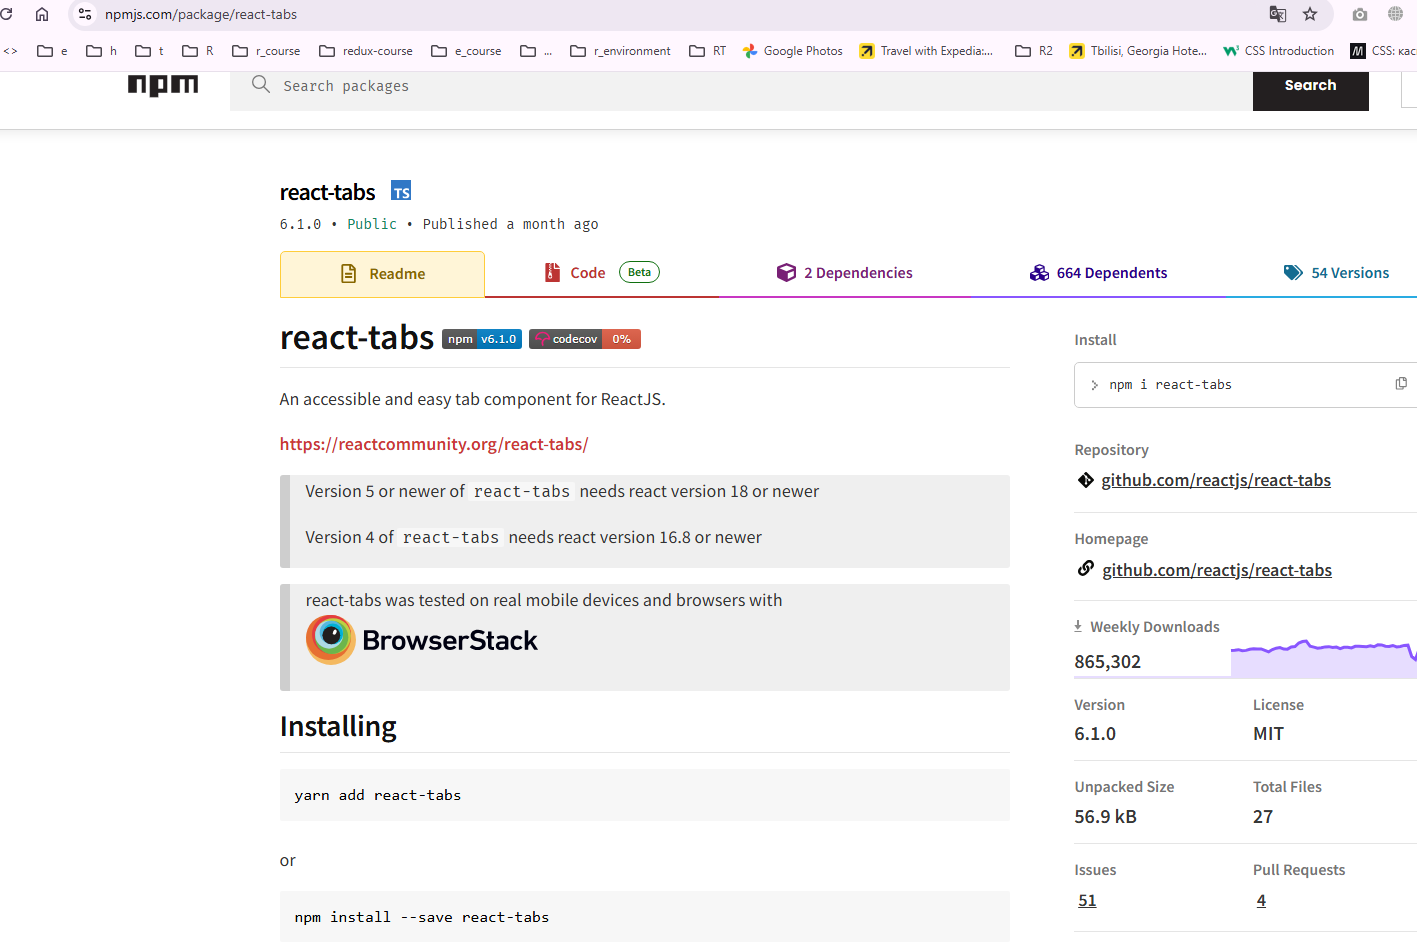 npmjs.com/package/react-tabs
<> e h t R r_course redux-course e_course ... r_environment RT Google Photos Travel with Expedia:... R2 Tbilisi, Georgia Hote... CSS Introduction CSS: кас
npm Search packages Search
react-tabs TS
6.1.0 • Public • Published a month ago
Readme Code Beta 2 Dependencies 664 Dependents 54 Versions
react-tabs npm v6.1.0 codecov 0%
An accessible and easy tab component for ReactJS.
https://reactcommunity.org/react-tabs/
Version 5 or newer of react-tabs needs react version 18 or newer
Version 4 of react-tabs needs react version 16.8 or newer
react-tabs was tested on real mobile devices and browsers with
BrowserStack
Installing
yarn add react-tabs
or
npm install --save react-tabs
Install
> npm i react-tabs
Repository
github.com/reactjs/react-tabs
Homepage
github.com/reactjs/react-tabs
Weekly Downloads
865,302
Version License
6.1.0 MIT
Unpacked Size Total Files
56.9 kB 27
Issues Pull Requests
51 4